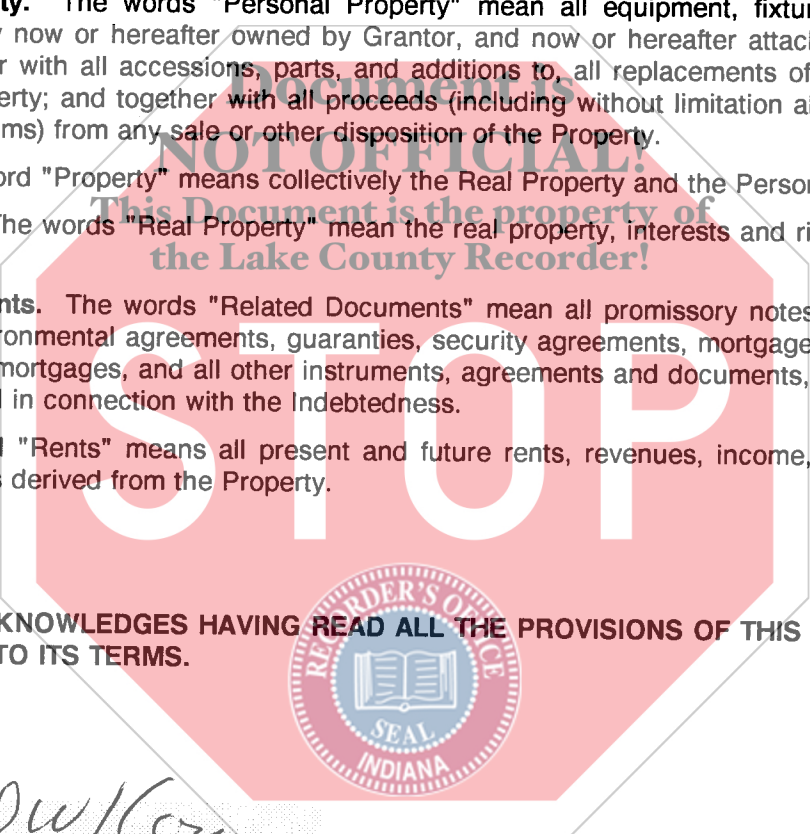 ty. The words "Personal Property" mean all equipment, fixtur
now or hereafter owned by Grantor, and now or hereafter attac
r with all accessions, parts, and additions to, all replacements of
erty; and together with all proceeds (including without limitation a
ms) from any sale or other disposition of the Property.
Document is
NOT OFFICIAL!
ord "Property" means collectively the Real Property and the Person
This Document is the property of
The words "Real Property" mean the real property, interests and ri
the Lake County Recorder!
nts. The words "Related Documents" mean all promissory notes
ronmental agreements, guaranties, security agreements, mortgage
mortgages, and all other instruments, agreements and documents,
in connection with the Indebtedness.
"Rents" means all present and future rents, revenues, income,
s derived from the Property.
STOP
KNOWLEDGES HAVING READ ALL THE PROVISIONS OF THIS
TO ITS TERMS.
RECORDER'S OFFICE
SEAL
INDIANA